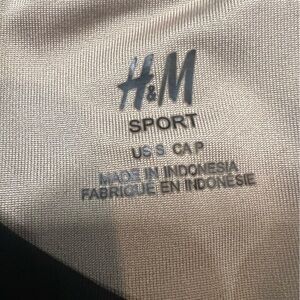 H&M
SPORT
US S CA P
MADE IN INDONESIA
FABRIQUÉ EN INDONÉSIE